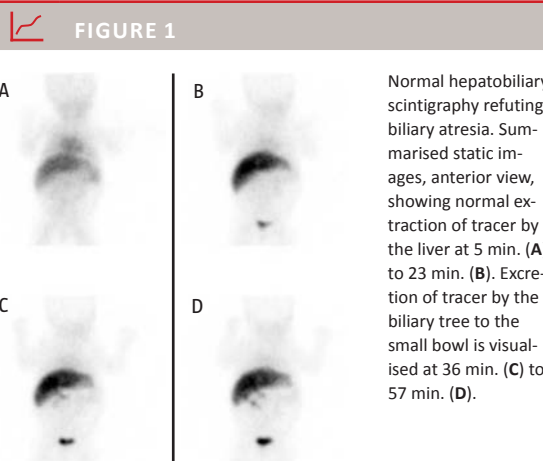 FIGURE 1
A
B
C
D
Normal hepatobiliary
scintigraphy refuting
biliary atresia. Sum-
marised static im-
ages, anterior view,
showing normal ex-
traction of tracer by
the liver at 5 min. (A)
to 23 min. (B). Excre-
tion of tracer by the
biliary tree to the
small bowl is visual-
ised at 36 min. (C) to
57 min. (D).